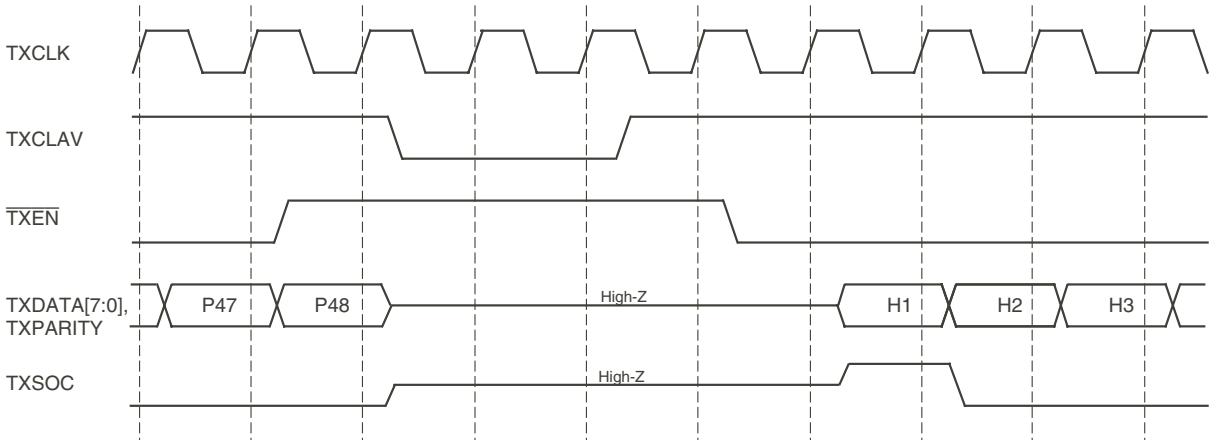 TXCLK
TXCLAV
TXEN
TXDATA[7:0],
TXPARITY
P47
P48
High-Z
H1
H2
H3
TXSOC
High-Z